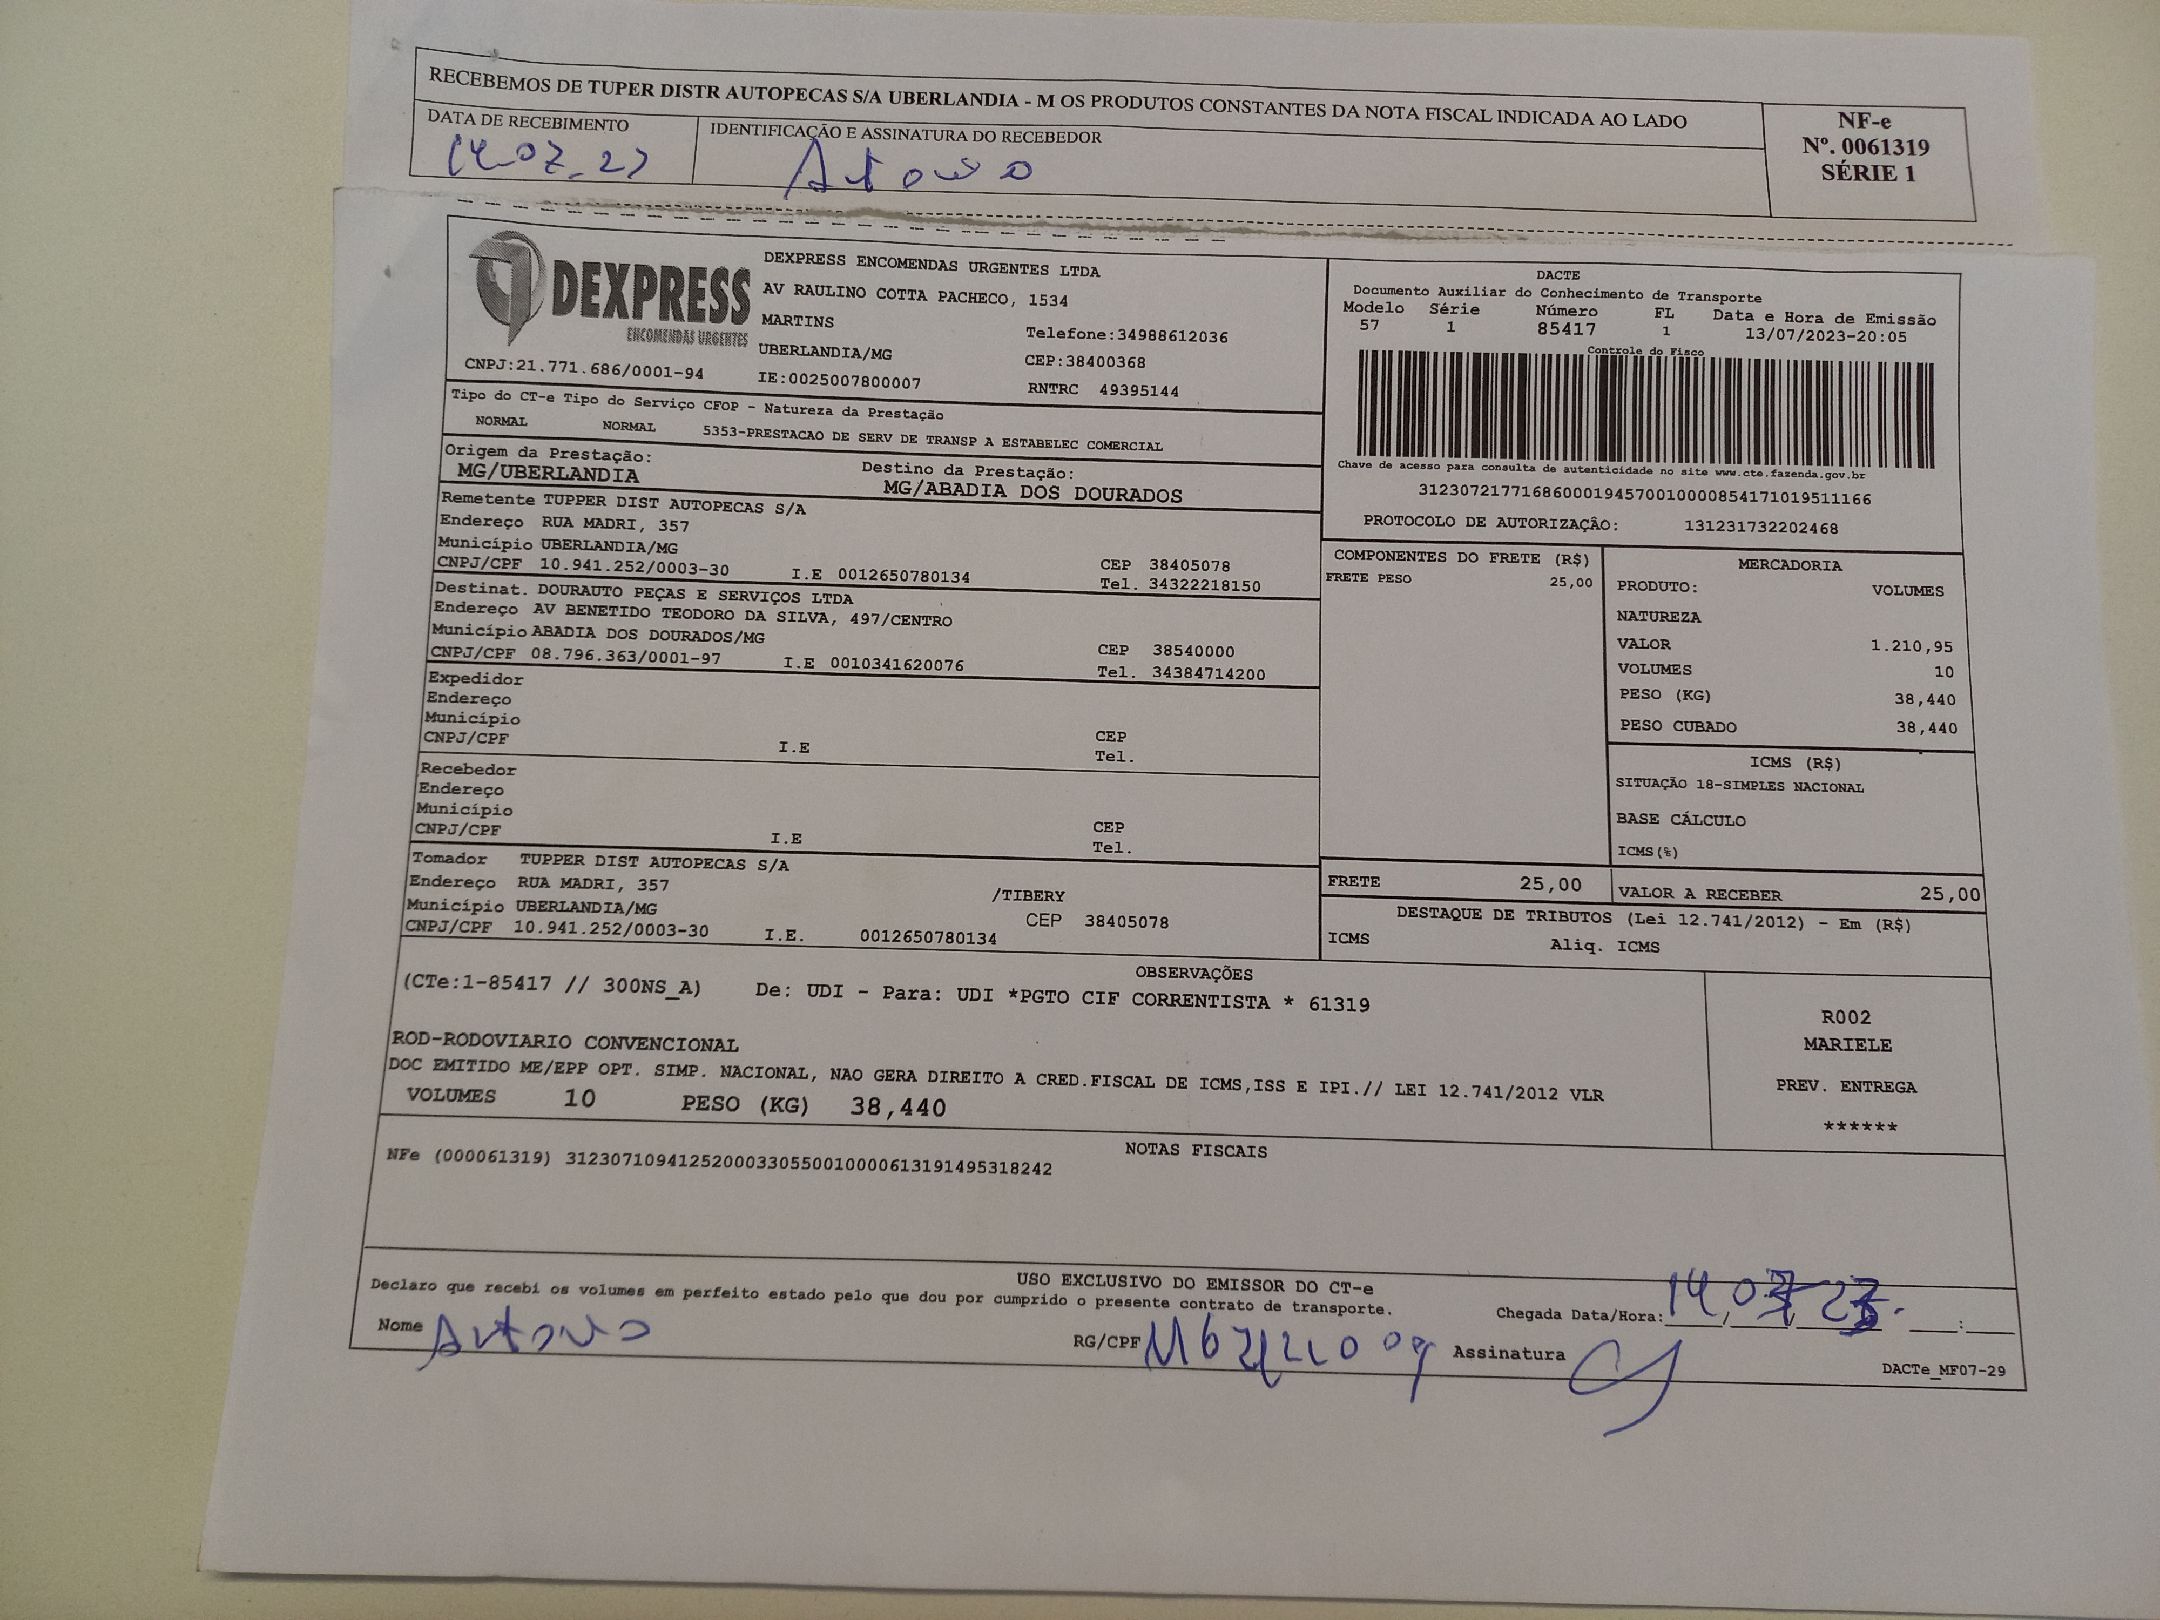 RECEBEMOS DE TUPER DISTR AUTOPECAS S/A UBERLANDIA - M OS PRODUTOS CONSTANTES DA NOTA FISCAL INDICADA AO LADO
DATA DE RECEBIMENTO
14-07-23
IDENTIFICAÇÃO E ASSINATURA DO RECEBEDOR
NF-e
Nº. 0061319
SÉRIE 1
DEXPRESS
ENCOMENDAS URGENTES
CNPJ:21.771.686/0001-94
DEXPRESS ENCOMENDAS URGENTES LTDA
AV RAULINO COTTA PACHECO, 1534
MARTINS
Telefone:34988612036
UBERLANDIA/MG
CEP:38400368
IE:0025007800007
RNTRC 49395144
DACTE
Documento Auxiliar do Conhecimento de Transporte
Modelo Série Número FL Data e Hora de Emissão
57 1 85417 1 13/07/2023-20:05
Controle do Fisco
Chave de acesso para consulta de autenticidade no site www.cte.fazenda.gov.br
31230721771686000194570010000854171019511166
PROTOCOLO DE AUTORIZAÇÃO: 131231732202468
Tipo do CT-e Tipo do Serviço CFOP - Natureza da Prestação
NORMAL NORMAL 5353-PRESTACAO DE SERV DE TRANSP A ESTABELEC COMERCIAL
Origem da Prestação: Destino da Prestação:
MG/UBERLANDIA MG/ABADIA DOS DOURADOS
Remetente TUPPER DIST AUTOPECAS S/A
Endereço RUA MADRI, 357
Município UBERLANDIA/MG CEP 38405078
CNPJ/CPF 10.941.252/0003-30 I.E 0012650780134 Tel. 34322218150
Destinat. DOURAUTO PEÇAS E SERVIÇOS LTDA
Endereço AV BENETIDO TEODORO DA SILVA, 497/CENTRO
Município ABADIA DOS DOURADOS/MG CEP 38540000
CNPJ/CPF 08.796.363/0001-97 I.E 0010341620076 Tel. 34384714200
Expedidor
Endereço
Município CEP
CNPJ/CPF I.E Tel.
Recebedor
Endereço
Município CEP
CNPJ/CPF I.E Tel.
Tomador TUPPER DIST AUTOPECAS S/A
Endereço RUA MADRI, 357 /TIBERY
Município UBERLANDIA/MG CEP 38405078
CNPJ/CPF 10.941.252/0003-30 I.E. 0012650780134
COMPONENTES DO FRETE (R$)
FRETE PESO 25,00
MERCADORIA
PRODUTO: VOLUMES
NATUREZA
VALOR 1.210,95
VOLUMES 10
PESO (KG) 38,440
PESO CUBADO 38,440
ICMS (R$)
SITUAÇÃO 18-SIMPLES NACIONAL
BASE CÁLCULO
ICMS(%)
FRETE 25,00 VALOR A RECEBER 25,00
DESTAQUE DE TRIBUTOS (Lei 12.741/2012) - Em (R$)
ICMS Aliq. ICMS
OBSERVAÇÕES
(CTe:1-85417 // 300NS_A) De: UDI - Para: UDI *PGTO CIF CORRENTISTA * 61319
ROD-RODOVIARIO CONVENCIONAL
DOC EMITIDO ME/EPP OPT. SIMP. NACIONAL, NAO GERA DIREITO A CRED.FISCAL DE ICMS,ISS E IPI.// LEI 12.741/2012 VLR
VOLUMES 10 PESO (KG) 38,440
R002
MARIELE
PREV. ENTREGA
******
NOTAS FISCAIS
NFe (000061319) 31230710941252000330550010000613191495318242
USO EXCLUSIVO DO EMISSOR DO CT-e
Declaro que recebi os volumes em perfeito estado pelo que dou por cumprido o presente contrato de transporte.
Chegada Data/Hora: 14/07/23 :
Nome RG/CPF Assinatura
DACTe_MF07-29